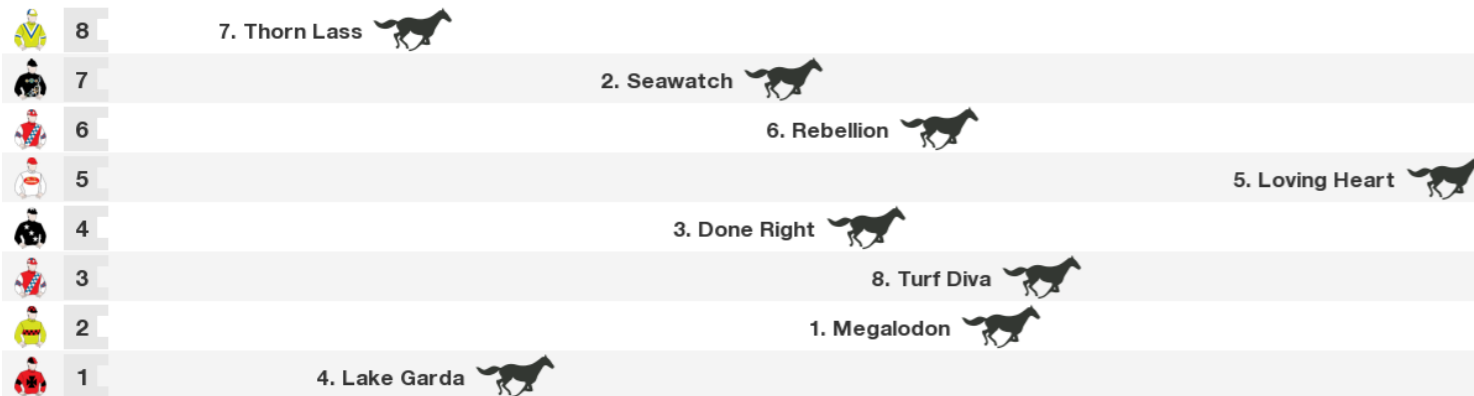 8 7. Thorn Lass
7 2. Seawatch
6 6. Rebellion
5 5. Loving Heart
4 3. Done Right
3 8. Turf Diva
2 1. Megalodon
1 4. Lake Garda